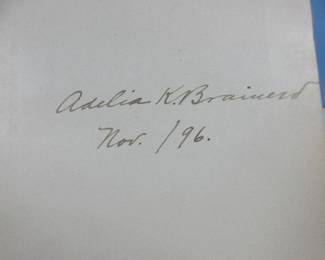 Adelia K. Brainerd
Nov. /96.